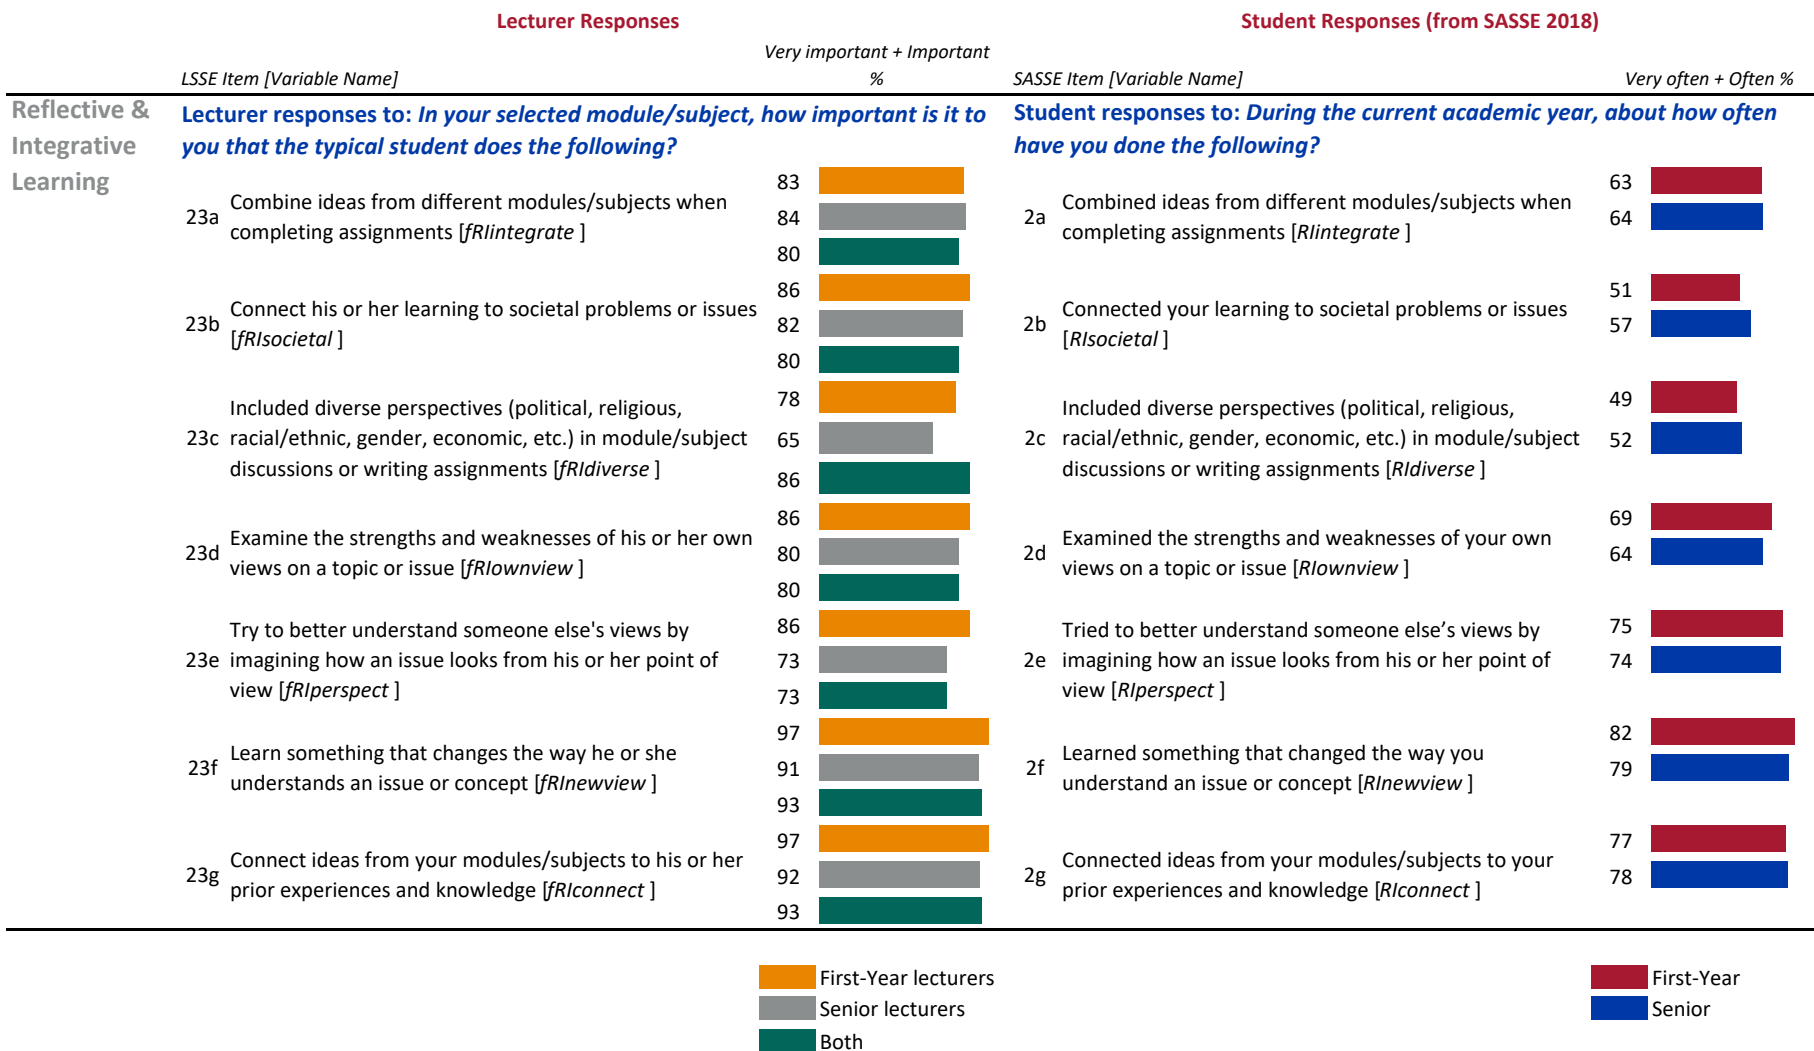 Lecturer Responses
Student Responses (from SASSE 2018)
Very important + Important
LSSE Item [Variable Name]
%
SASSE Item [Variable Name]
Very often + Often %
Reflective &
Integrative
Learning
Lecturer responses to: In your selected module/subject, how important is it to
you that the typical student does the following?
Student responses to: During the current academic year, about how often
have you done the following?
23a
Combine ideas from different modules/subjects when
completing assignments [fRIintegrate ]
83
84
80
2a
Combined ideas from different modules/subjects when
completing assignments [RIintegrate ]
63
64
23b
Connect his or her learning to societal problems or issues
[fRIsocietal ]
86
82
80
2b
Connected your learning to societal problems or issues
[RIsocietal ]
51
57
23c
Included diverse perspectives (political, religious,
racial/ethnic, gender, economic, etc.) in module/subject
discussions or writing assignments [fRIdiverse ]
78
65
86
2c
Included diverse perspectives (political, religious,
racial/ethnic, gender, economic, etc.) in module/subject
discussions or writing assignments [RIdiverse ]
49
52
23d
Examine the strengths and weaknesses of his or her own
views on a topic or issue [fRIownview ]
86
80
80
2d
Examined the strengths and weaknesses of your own
views on a topic or issue [RIownview ]
69
64
23e
Try to better understand someone else's views by
imagining how an issue looks from his or her point of
view [fRIperspect ]
86
73
73
2e
Tried to better understand someone else’s views by
imagining how an issue looks from his or her point of
view [RIperspect ]
75
74
23f
Learn something that changes the way he or she
understands an issue or concept [fRInewview ]
97
91
93
2f
Learned something that changed the way you
understand an issue or concept [RInewview ]
82
79
23g
Connect ideas from your modules/subjects to his or her
prior experiences and knowledge [fRIconnect ]
97
92
93
2g
Connected ideas from your modules/subjects to your
prior experiences and knowledge [RIconnect ]
77
78
First-Year lecturers
Senior lecturers
Both
First-Year
Senior